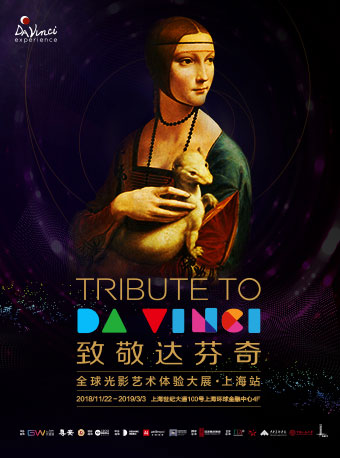 Da Vinci
experience
TRIBUTE TO
DA VINCI
致敬达芬奇
全球光影艺术体验大展·上海站
2018/11/22－2019/3/3 上海世纪大道100号上海环球金融中心4F